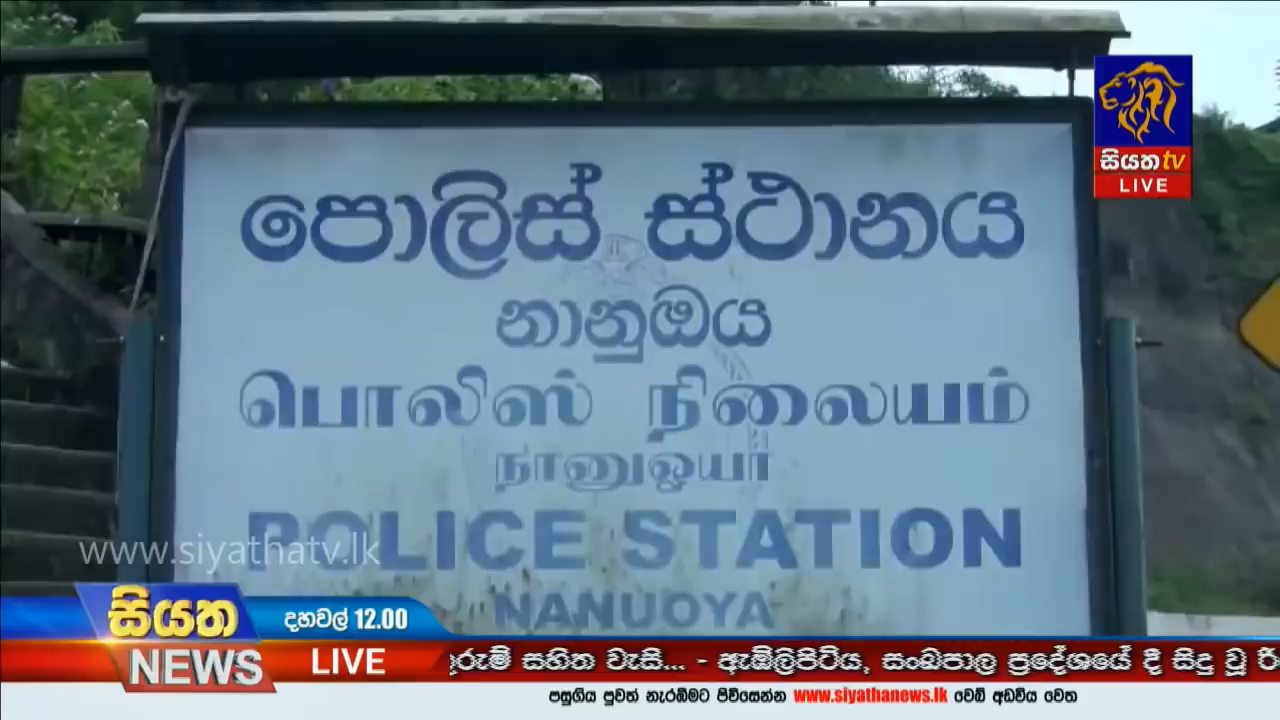 සියත tv
LIVE
පොලිස් ස්ථානය
නානුඔය
பொலிஸ் நிலையம்
நானுஓயா
POLICE STATION
NANUOYA
www.siyathatv.lk
සියත
NEWS
දහවල් 12.00
LIVE
සහිත වැසි... - ඇඹිලිපිටිය, සංඛපාල ප්‍රදේශයේ දී සිදු වූ
පසුගිය පුවත් නැරඹීමට පිවිසෙන්න www.siyathanews.lk වෙබ් අඩවිය වෙත